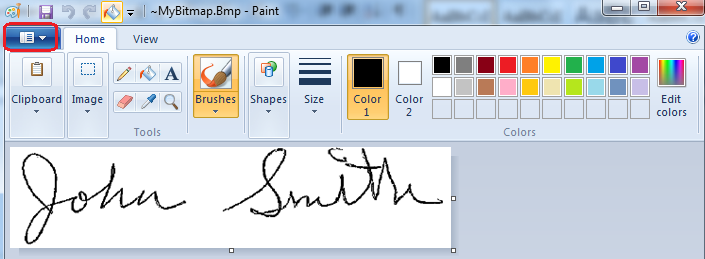 ~MyBitmap.Bmp - Paint
Home View
Clipboard Image Tools Brushes Shapes Size Color 1 Color 2 Colors Edit colors
John Smith